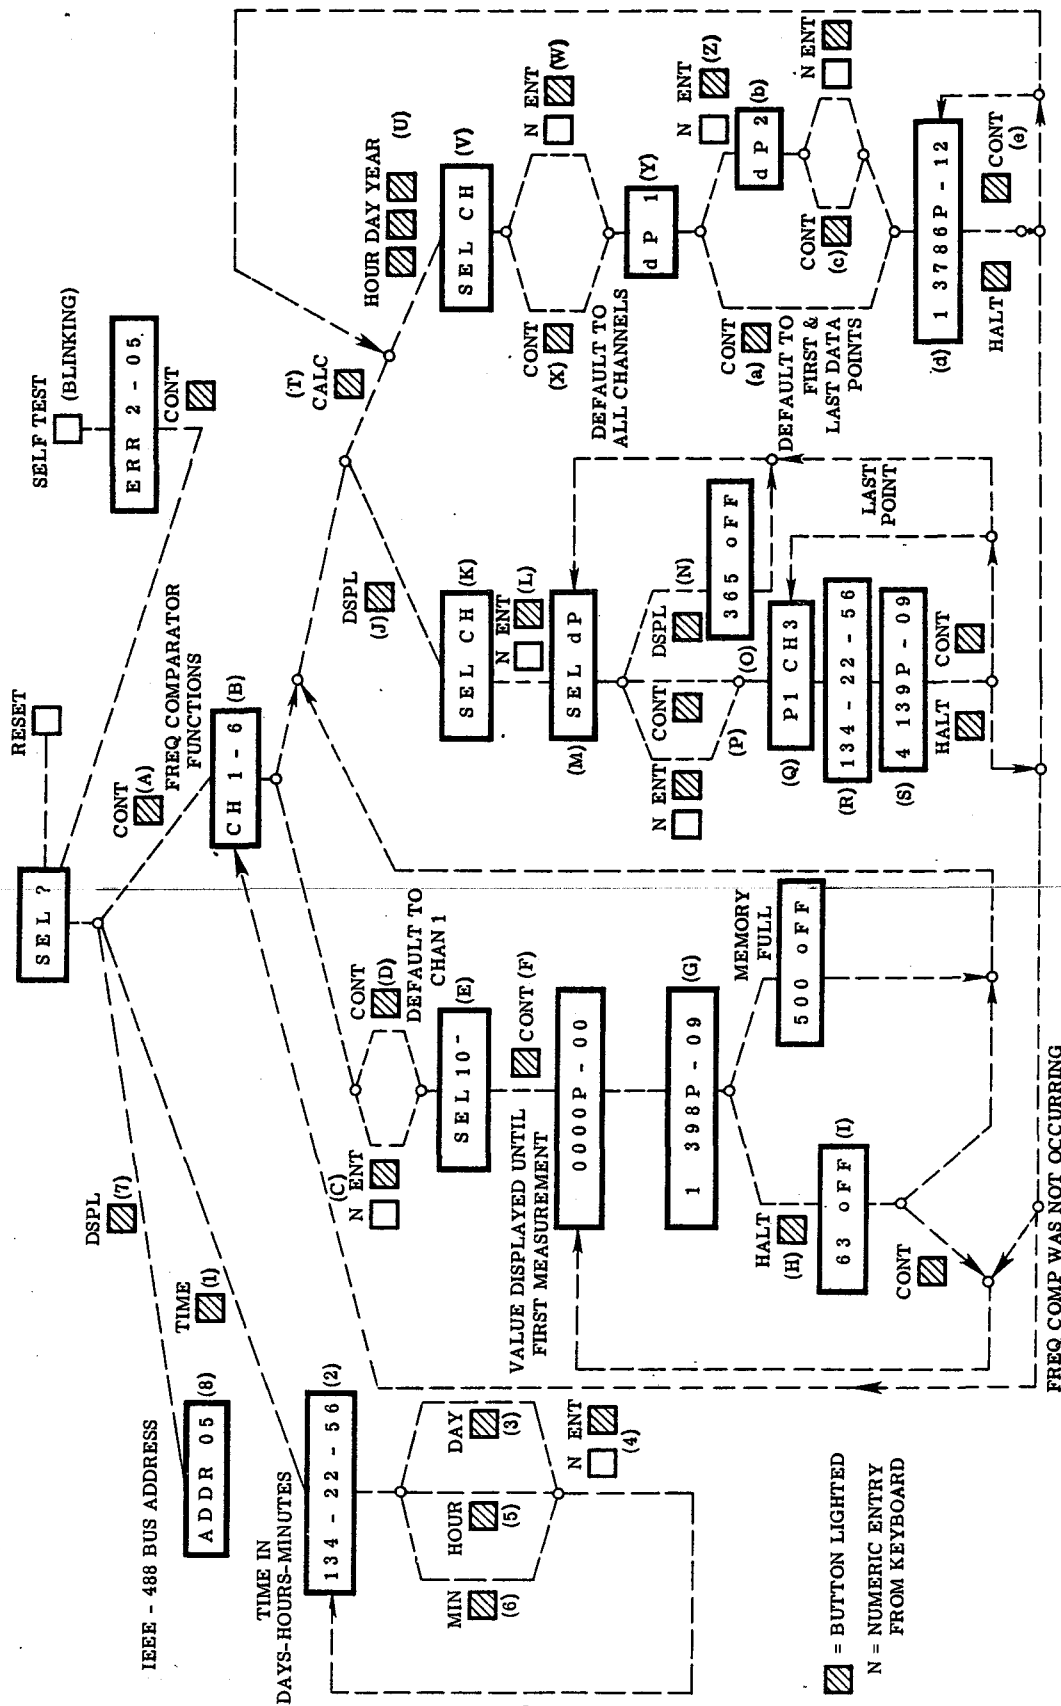 RESET
SEL ?
SELF TEST
(BLINKING)
ERR 2 - 05
CONT
CONT
(A)
FREQ COMPARATOR
FUNCTIONS
CH 1 - 6 (B)
DSPL
(7)
TIME
(1)
IEEE - 488 BUS ADDRESS
ADDR 05 (8)
TIME IN
DAYS-HOURS-MINUTES
134 - 22 - 56 (2)
MIN
(6)
HOUR
(5)
DAY
(3)
N ENT
(4)
(C)
N ENT
CONT
(D)
DEFAULT TO
CHAN 1
SEL10- (E)
CONT (F)
VALUE DISPLAYED UNTIL
FIRST MEASUREMENT
0000P - 00
1 398P - 09 (G)
HALT
(H)
63 oFF (I)
CONT
MEMORY
FULL
500 oFF
FREQ COMP WAS NOT OCCURRING
DSPL
(J)
SEL CH (K)
N ENT
(L)
SEL dP
(M)
N ENT
(P)
CONT
DSPL
(N)
(O)
365 oFF
P1 CH3
(Q)
134 - 22 - 56
(R)
4 139P - 09
(S)
HALT
CONT
LAST
POINT
(T)
CALC
HOUR DAY YEAR
(U)
SEL CH (V)
CONT
(X)
N ENT
(W)
DEFAULT TO
ALL CHANNELS
dP 1 (Y)
CONT
(a)
DEFAULT TO
FIRST &
LAST DATA
POINTS
N ENT
(Z)
dP2 (b)
CONT
(c)
N ENT
1 3786P - 12
(d)
HALT
CONT
(e)
= BUTTON LIGHTED
N = NUMERIC ENTRY
FROM KEYBOARD